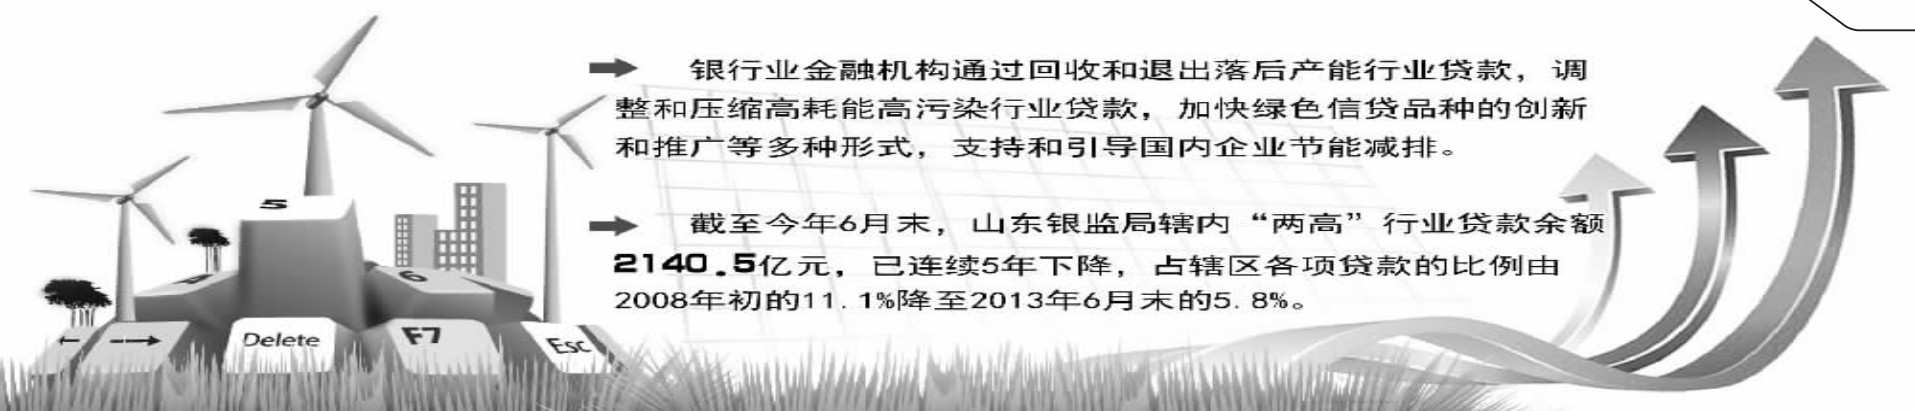 银行业金融机构通过回收和退出落后产能行业贷款，调
整和压缩高耗能高污染行业贷款，加快绿色信贷品种的创新
和推广等多种形式，支持和引导国内企业节能减排。
截至今年6月末，山东银监局辖内“两高”行业贷款余额
2140.5亿元，已连续5年下降，占辖区各项贷款的比例由
2008年初的11.1%降至2013年6月末的5.8%。
5
6
← → Delete F7 Esc